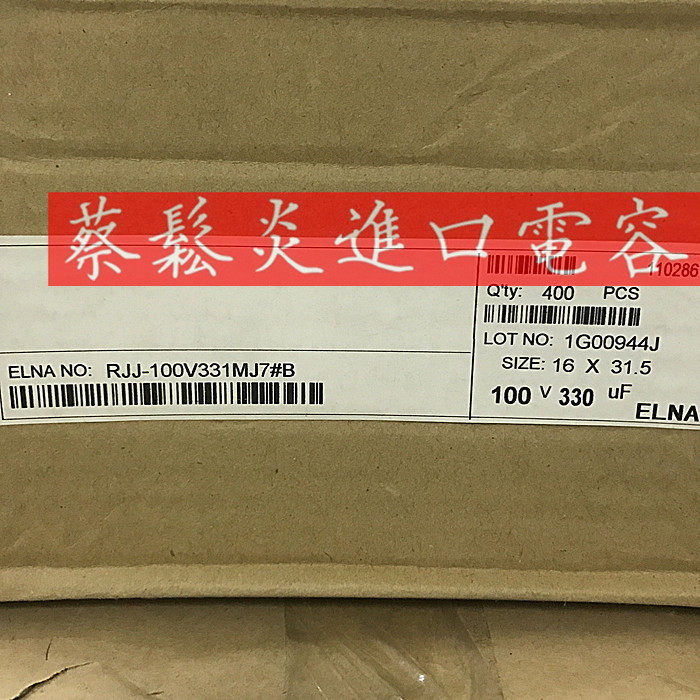 蔡鬆炎進口電容
110286
Q'ty: 400 PCS
LOT NO: 1G00944J
SIZE: 16 X 31.5
100 V 330 uF
ELNA
ELNA NO: RJJ-100V331MJ7#B